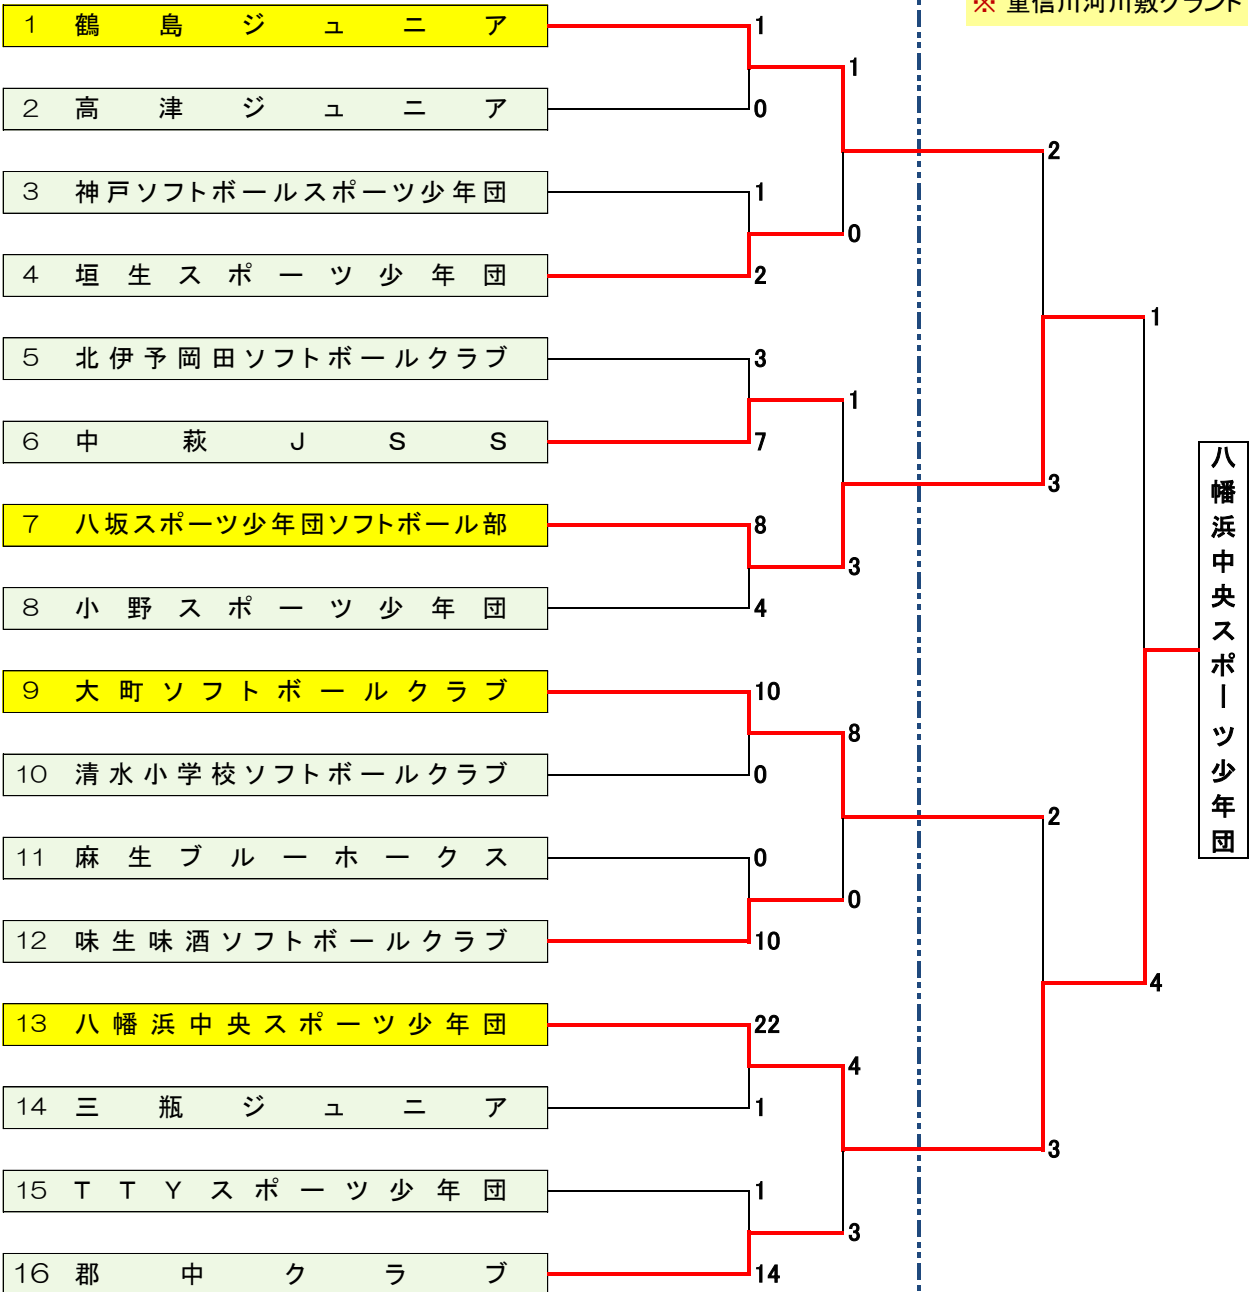 ※ 重信川河川敷グランド
1 鶴島ジュニア
1
1
2 高津ジュニア
0
2
3 神戸ソフトボールスポーツ少年団
1
0
4 垣生スポーツ少年団
2
1
5 北伊予岡田ソフトボールクラブ
3
1
6 中萩JSS
7
3
7 八坂スポーツ少年団ソフトボール部
8
3
8 小野スポーツ少年団
4
八幡浜中央スポーツ少年団
9 大町ソフトボールクラブ
10
8
10 清水小学校ソフトボールクラブ
0
2
11 麻生ブルーホークス
0
0
12 味生味酒ソフトボールクラブ
10
4
13 八幡浜中央スポーツ少年団
22
4
14 三瓶ジュニア
1
3
15 TTYスポーツ少年団
1
3
16 郡中クラブ
14